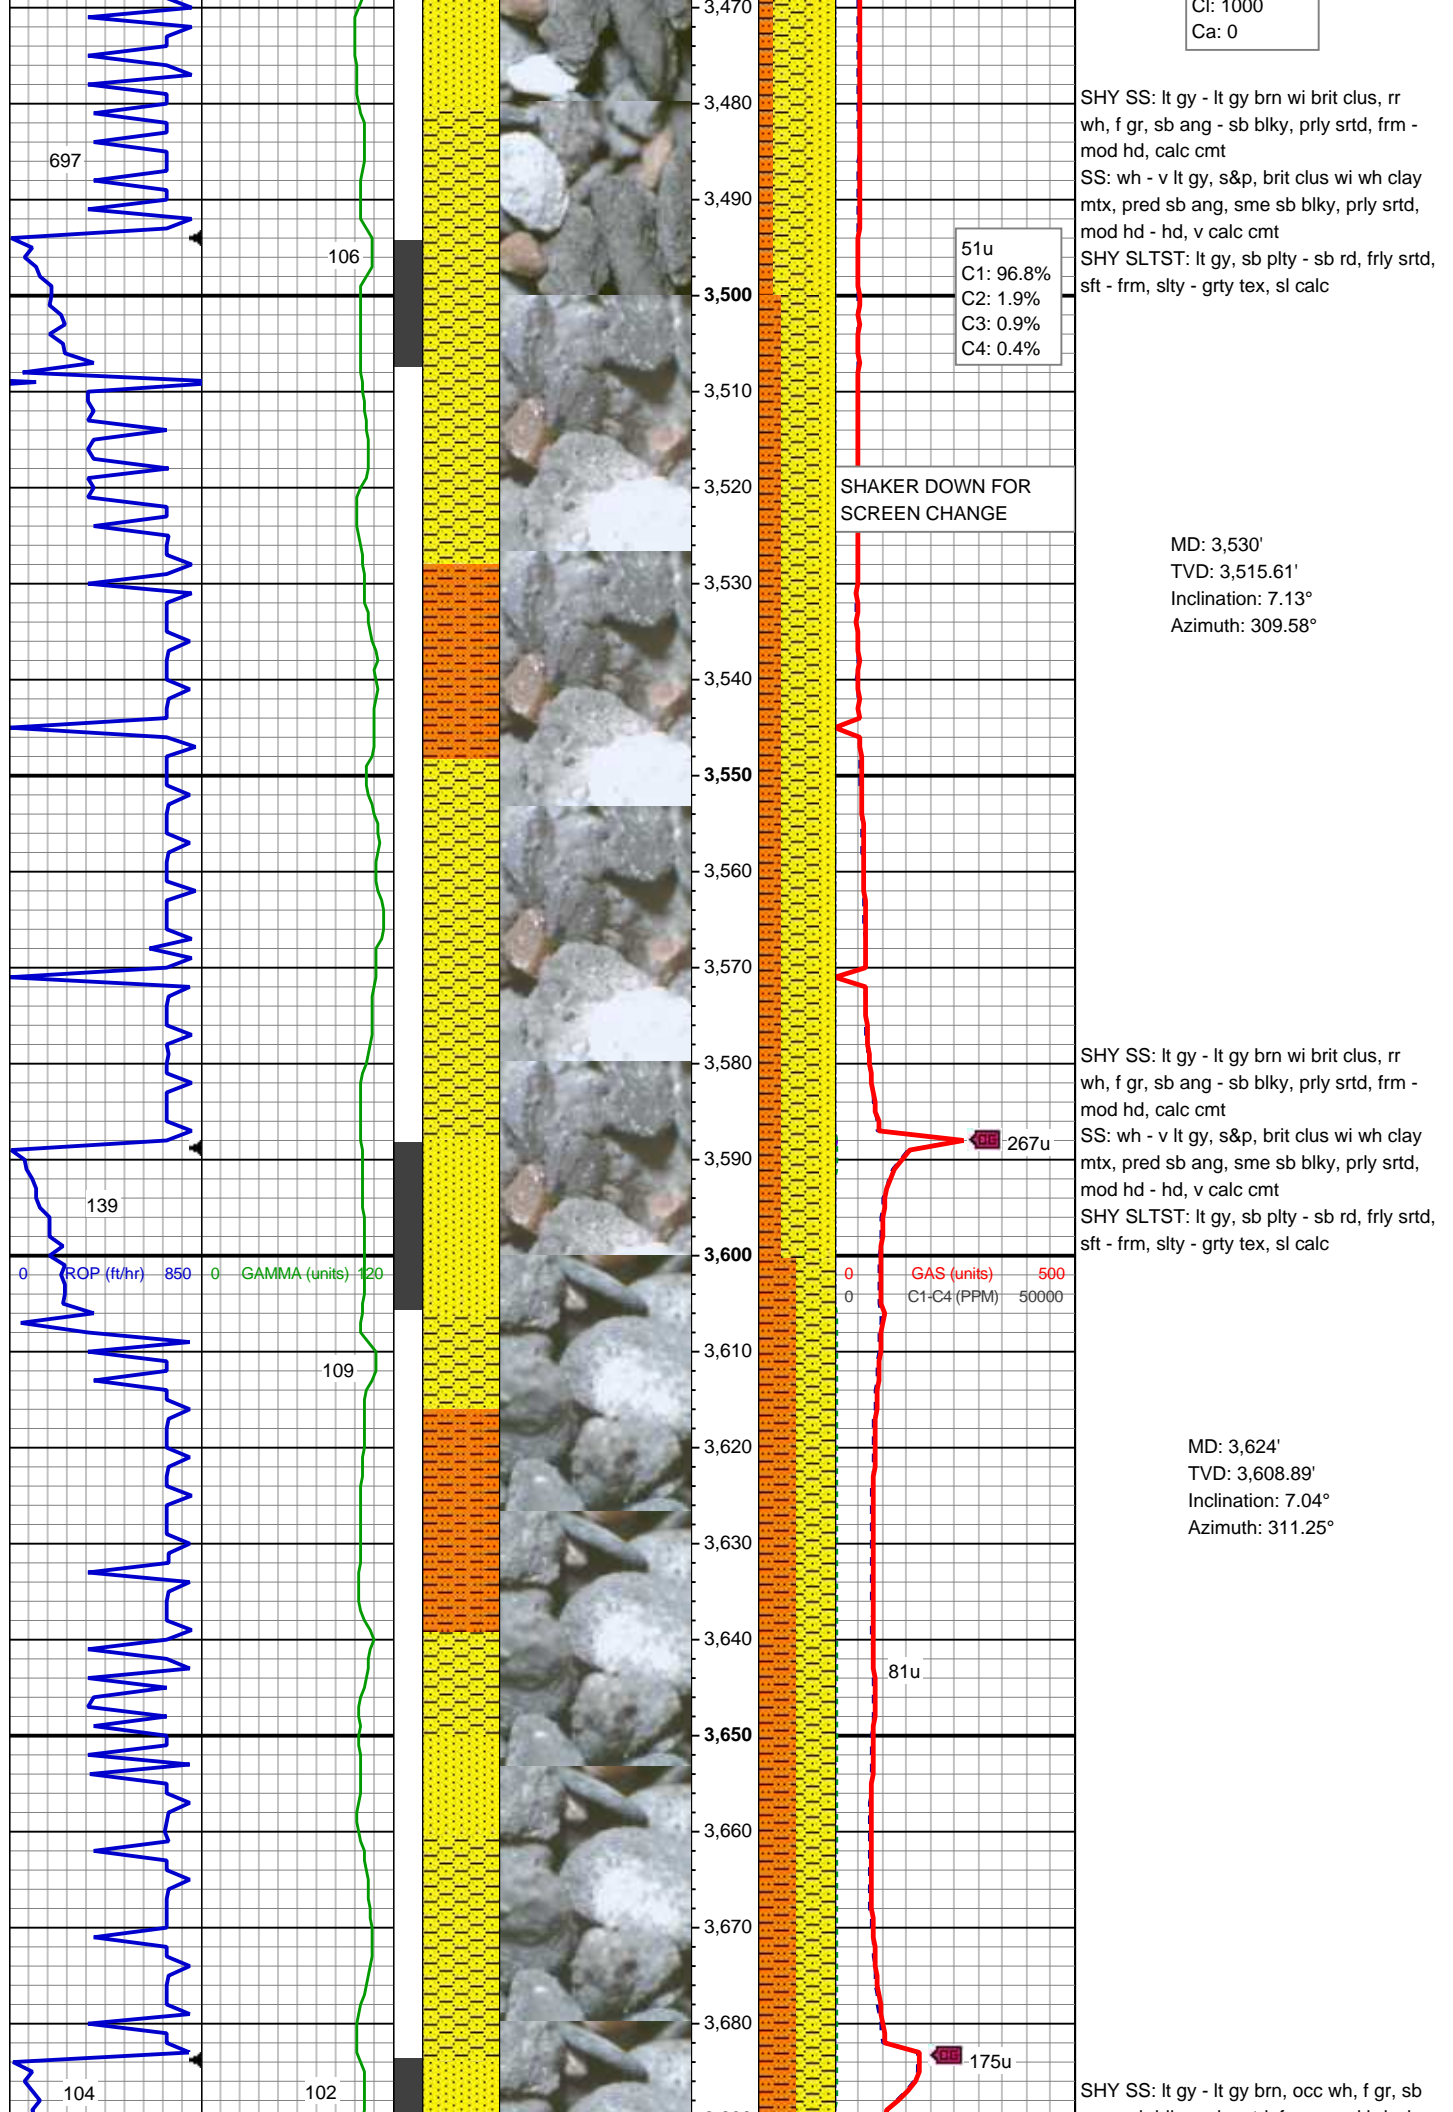 3,470
Cl: 1000
Ca: 0
3,480
SHY SS: lt gy - lt gy brn wi brit clus, rr
wh, f gr, sb ang - sb blky, prly srtd, frm -
mod hd, calc cmt
SS: wh - v lt gy, s&p, brit clus wi wh clay
mtx, pred sb ang, sme sb blky, prly srtd,
mod hd - hd, v calc cmt
SHY SLTST: lt gy, sb plty - sb rd, frly srtd,
sft - frm, slty - grty tex, sl calc
697
3,490
106
51u
C1: 96.8%
C2: 1.9%
C3: 0.9%
C4: 0.4%
3,500
3,510
3,520
SHAKER DOWN FOR
SCREEN CHANGE
MD: 3,530'
TVD: 3,515.61'
Inclination: 7.13°
Azimuth: 309.58°
3,530
3,540
3,550
3,560
3,570
3,580
SHY SS: lt gy - lt gy brn wi brit clus, rr
wh, f gr, sb ang - sb blky, prly srtd, frm -
mod hd, calc cmt
SS: wh - v lt gy, s&p, brit clus wi wh clay
mtx, pred sb ang, sme sb blky, prly srtd,
mod hd - hd, v calc cmt
SHY SLTST: lt gy, sb plty - sb rd, frly srtd,
sft - frm, slty - grty tex, sl calc
CG 267u
3,590
139
3,600
0 ROP (ft/hr) 850 0 GAMMA (units) 120
0 GAS (units) 500
0 C1-C4 (PPM) 50000
3,610
109
3,620
MD: 3,624'
TVD: 3,608.89'
Inclination: 7.04°
Azimuth: 311.25°
3,630
3,640
81u
3,650
3,660
3,670
3,680
CG 175u
104
102
SHY SS: lt gy - lt gy brn, occ wh, f gr, sb